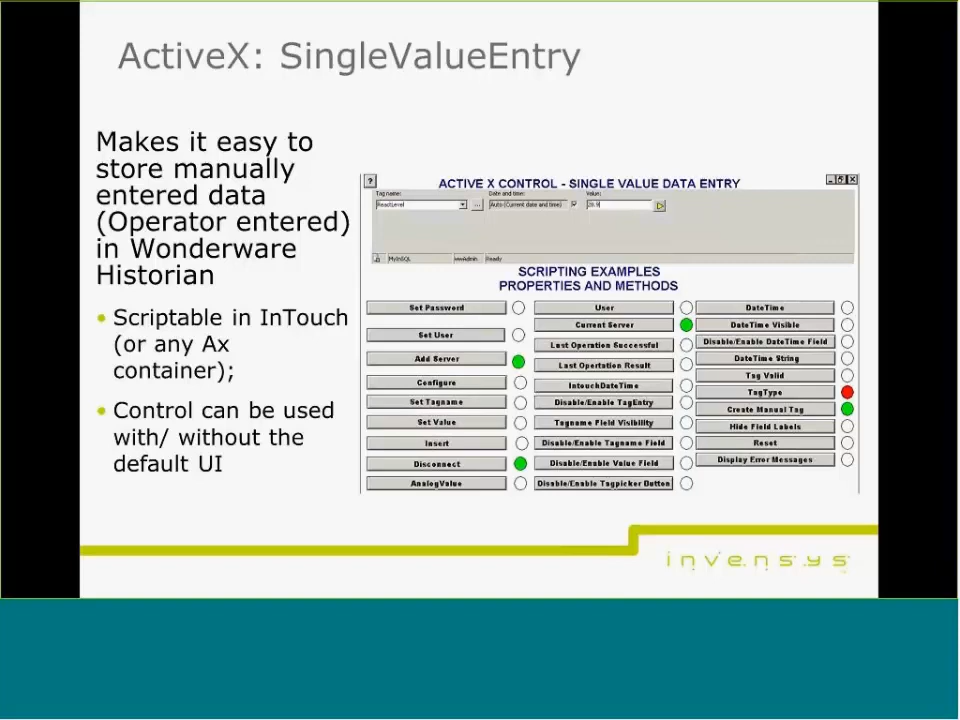 ActiveX: SingleValueEntry
Makes it easy to
store manually
entered data
(Operator entered)
in Wonderware
Historian
Scriptable in InTouch
(or any Ax
container);
Control can be used
with/ without the
default UI
?
ACTIVE X CONTROL - SINGLE VALUE DATA ENTRY
Tag name:
Date and time:
Value:
ReactLevel
...
Auto-(Current date and time)
MyInSQL
wwAdmin
Ready
SCRIPTING EXAMPLES
PROPERTIES AND METHODS
Set Password
Set User
Add Server
Configure
Set Tagname
Set Value
Insert
Disconnect
AnalogValue
User
Current Server
Last Operation Successful
Last Opertation Result
IntouchDateTime
Disable/Enable TagEntry
Tagname Field Visibility
Disable/Enable Tagname Field
Disable/Enable Value Field
Disable/Enable Tagpicker Button
DateTime
DateTime Visible
Disable/Enable DateTime Field
DateTime String
Tag Valid
TagType
Create Manual Tag
Hide Field Labels
Reset
Display Error Messages
invensys